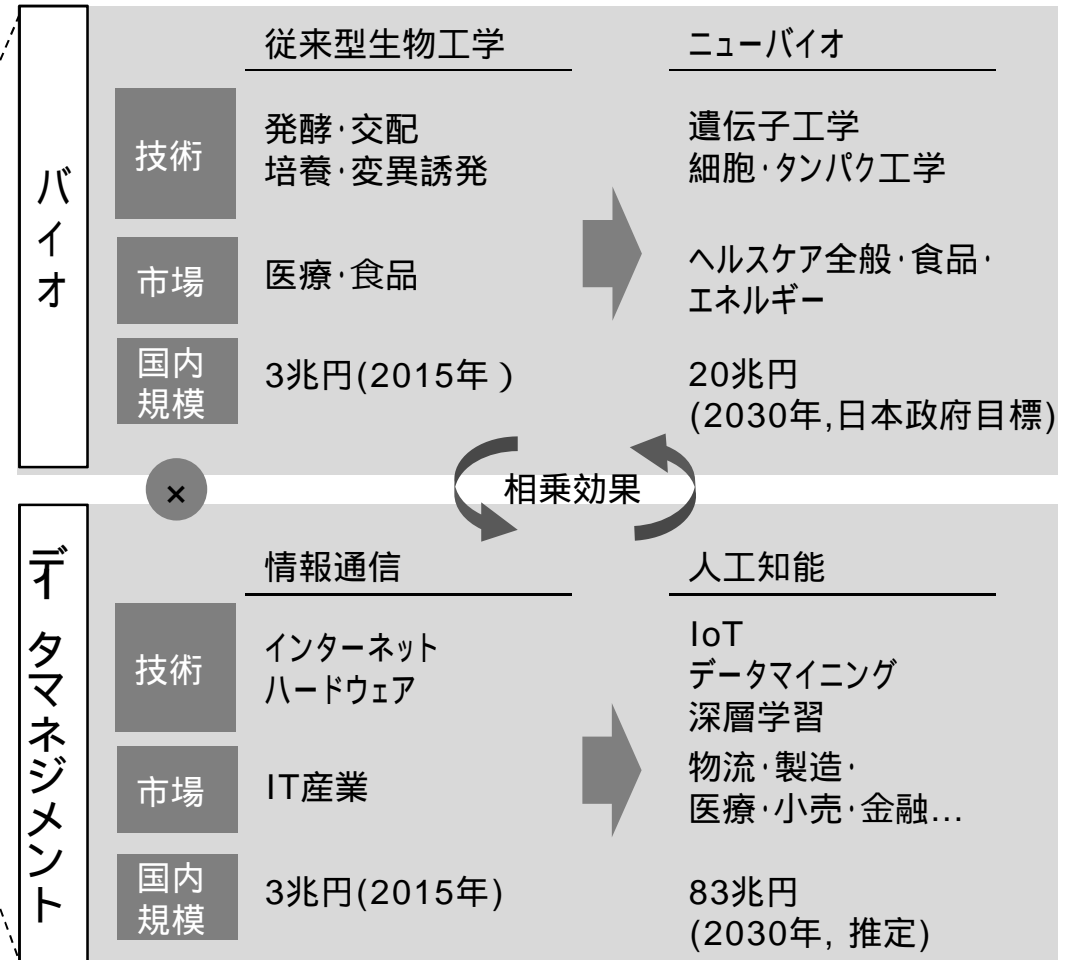 バイオ
従来型生物工学
ニューバイオ
技術
発酵·交配
培養·変異誘発
遺伝子工学
細胞·タンパク工学
市場
医療·食品
ヘルスケア全般·食品·
エネルギー
国内
規模
3兆円(2015年）
20兆円
(2030年,日本政府目標)
×
相乗効果
データマネジメント
情報通信
人工知能
技術
インターネット
ハードウェア
IoT
データマイニング
深層学習
市場
IT産業
物流·製造·
医療·小売·金融…
国内
規模
3兆円(2015年)
83兆円
(2030年, 推定)